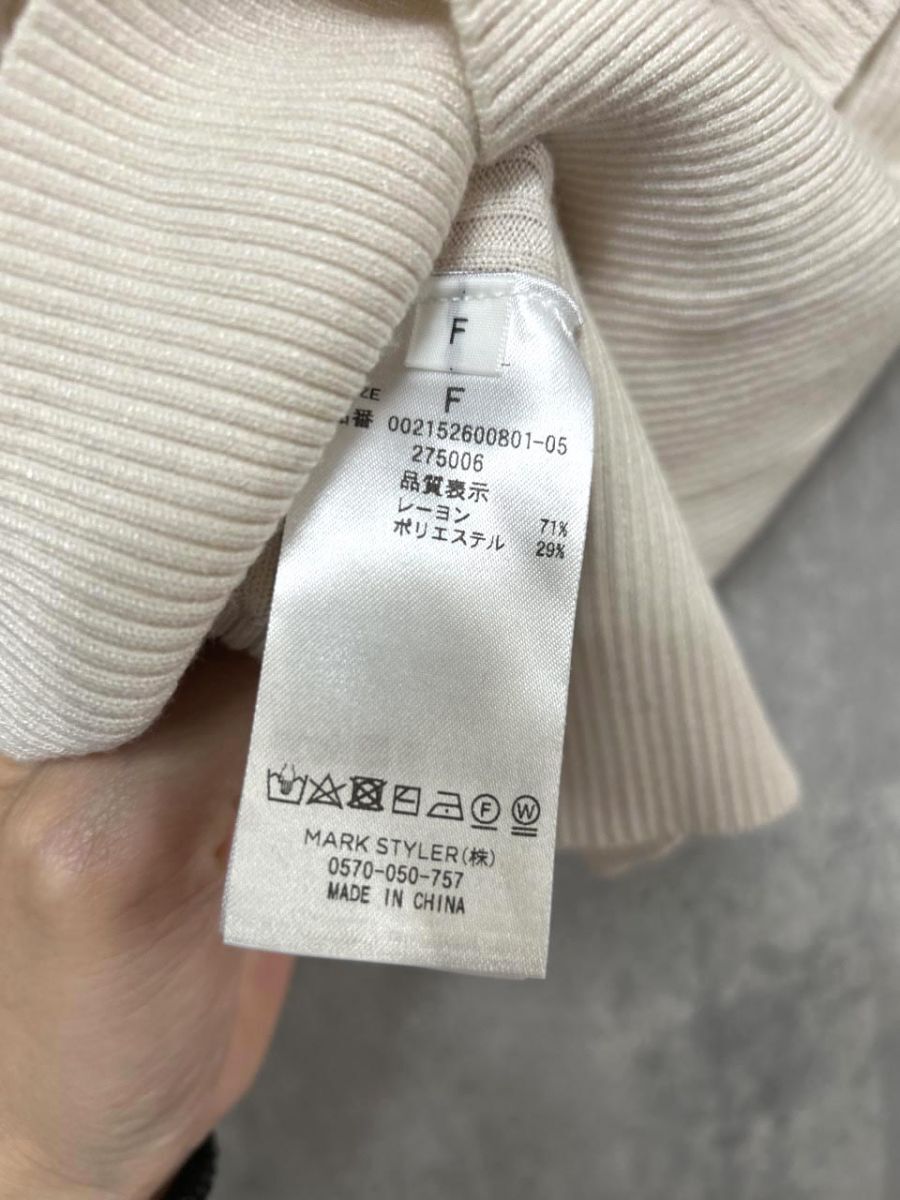 F
F
002152600801-05
275006
品質表示
レーヨン 71%
ポリエステル 29%
F W
MARK STYLER(株)
0570-050-757
MADE IN CHINA